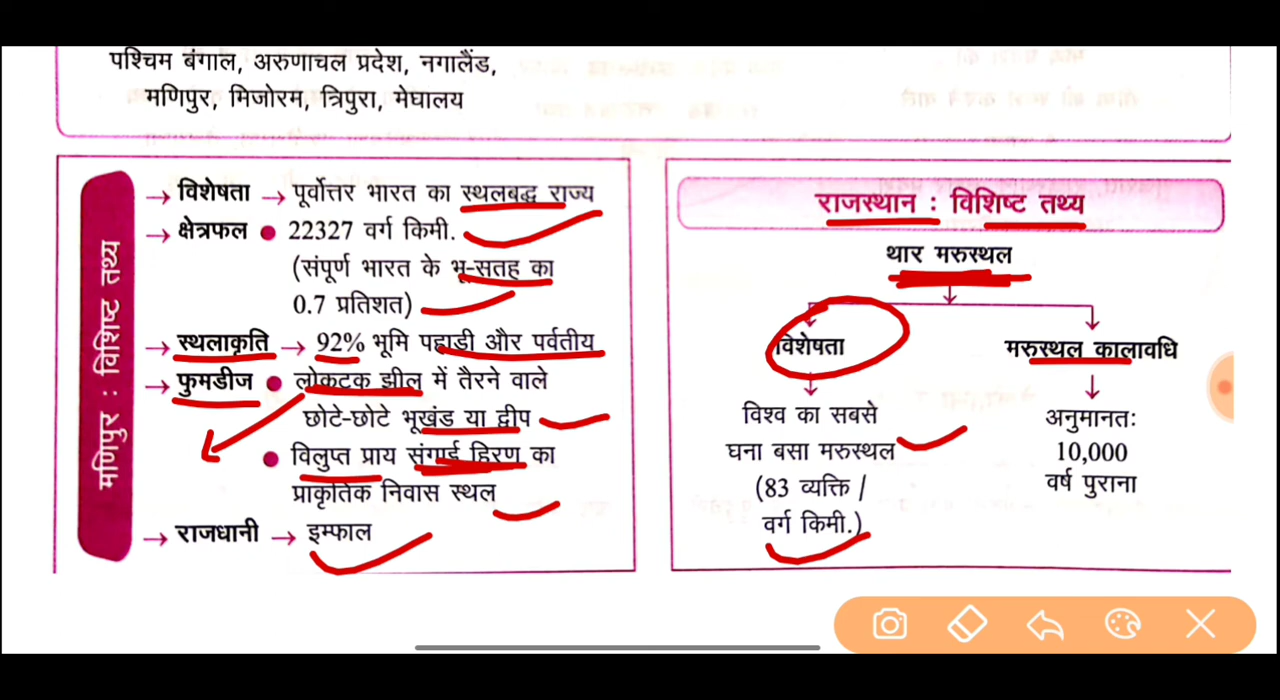 पश्चिम बंगाल, अरुणाचल प्रदेश, नगालैंड,
मणिपुर, मिजोरम, त्रिपुरा, मेघालय
मणिपुर : विशिष्ट तथ्य
→ विशेषता → पूर्वोत्तर भारत का स्थलबद्ध राज्य
→ क्षेत्रफल ● 22327 वर्ग किमी.
(संपूर्ण भारत के भू-सतह का
0.7 प्रतिशत)
→ स्थलाकृति → 92% भूमि पहाडी और पर्वतीय
→ फुमडीज ● लोकटक झील में तैरने वाले
छोटे-छोटे भूखंड या द्वीप
● विलुप्त प्राय संगाई हिरण का
प्राकृतिक निवास स्थल
→ राजधानी → इम्फाल
राजस्थान : विशिष्ट तथ्य
थार मरुस्थल
विशेषता
विश्व का सबसे
घना बसा मरुस्थल
(83 व्यक्ति /
वर्ग किमी.)
मरुस्थल कालावधि
अनुमानत:
10,000
वर्ष पुराना